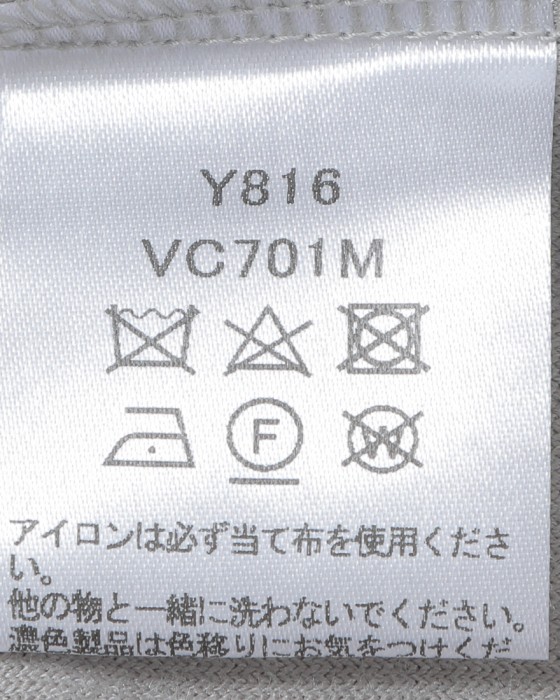 Y816
VC701M
F
W
アイロンは必ず当て布を使用くださ
い。
他の物と一緒に洗わないでください。
濃色製品は色移りにお気をつけくだ